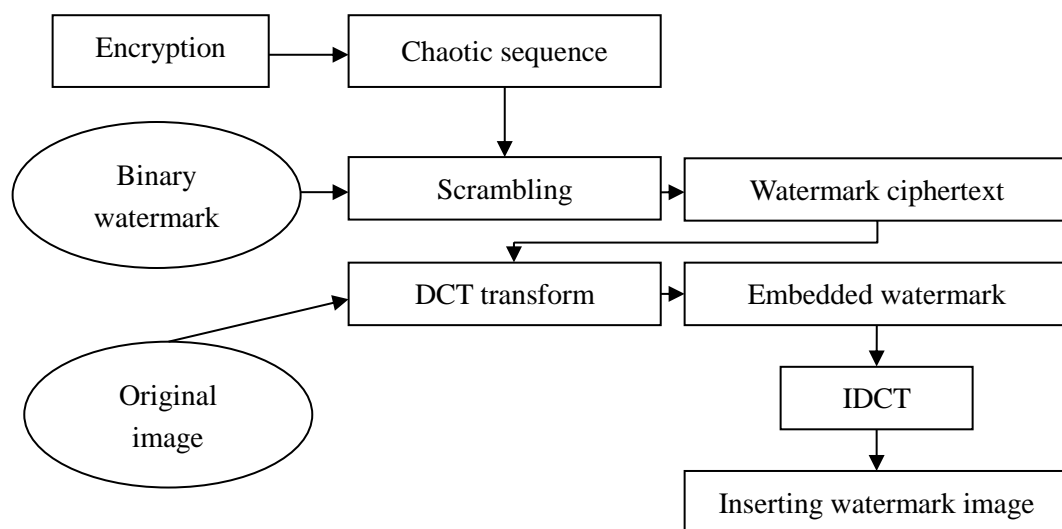 Encryption
Chaotic sequence
Binary
watermark
Scrambling
Watermark ciphertext
DCT transform
Embedded watermark
Original
image
IDCT
Inserting watermark image